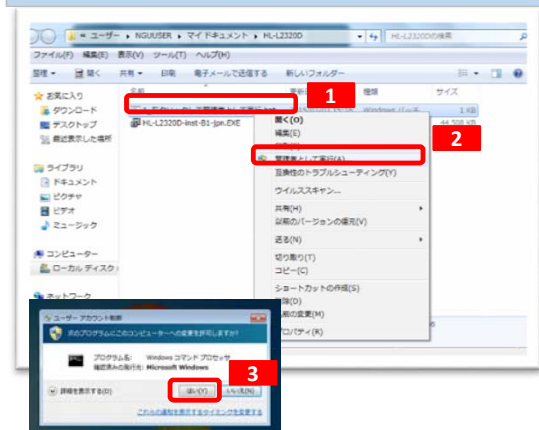 ユーザー ▸ NGUUSER ▸ マイ ドキュメント ▸ HL-L2320D
HL-L2320Dの検索
ファイル(F) 編集(E) 表示(V) ツール(T) ヘルプ(H)
整理 開く 共有 印刷 電子メールで送信する 新しいフォルダー
お気に入り
ダウンロード
デスクトップ
最近表示した場所
ライブラリ
ドキュメント
ピクチャ
ビデオ
ミュージック
コンピューター
ローカル ディスク
ネットワーク
名前 種類 サイズ
1
1 KB
HL-L2320D-inst-B1-jpn.EXE
44,508 KB
2
開く(O)
編集(E)
管理者として実行(A)...
互換性のトラブルシューティング(Y)
ウイルススキャン...
共有(H)
以前のバージョンの復元(V)
送る(N)
切り取り(T)
コピー(C)
ショートカットの作成(S)
ユーザー アカウント制御
次のプログラムにこのコンピューターへの変更を許可しますか?
プログラム名: Windows コマンド プロセッサ
確認済みの発行元: Microsoft Windows
3
詳細を表示する(D)
はい(Y)
いいえ(N)
これらの通知を表示するタイミングを変更する